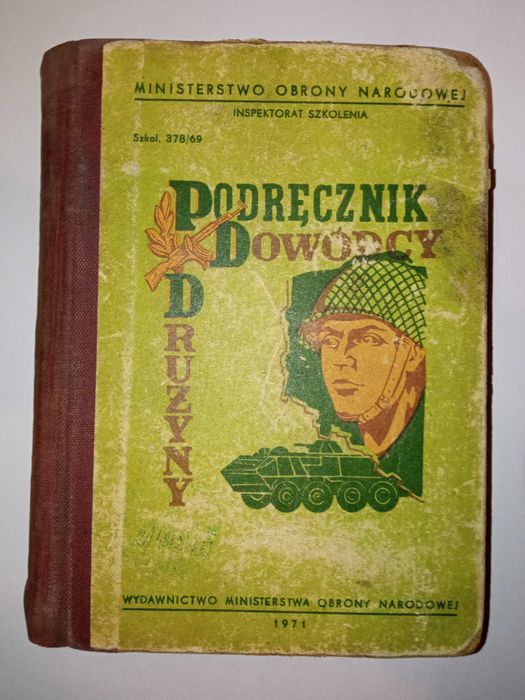 MINISTERSTWO OBRONY NARODOWEJ
INSPEKTORAT SZKOLENIA
Szkol. 378/69
PODRĘCZNIK
DOWÓDCY
DRUŻYNY
WYDAWNICTWO MINISTERSTWA OBRONY NARODOWEJ
1971